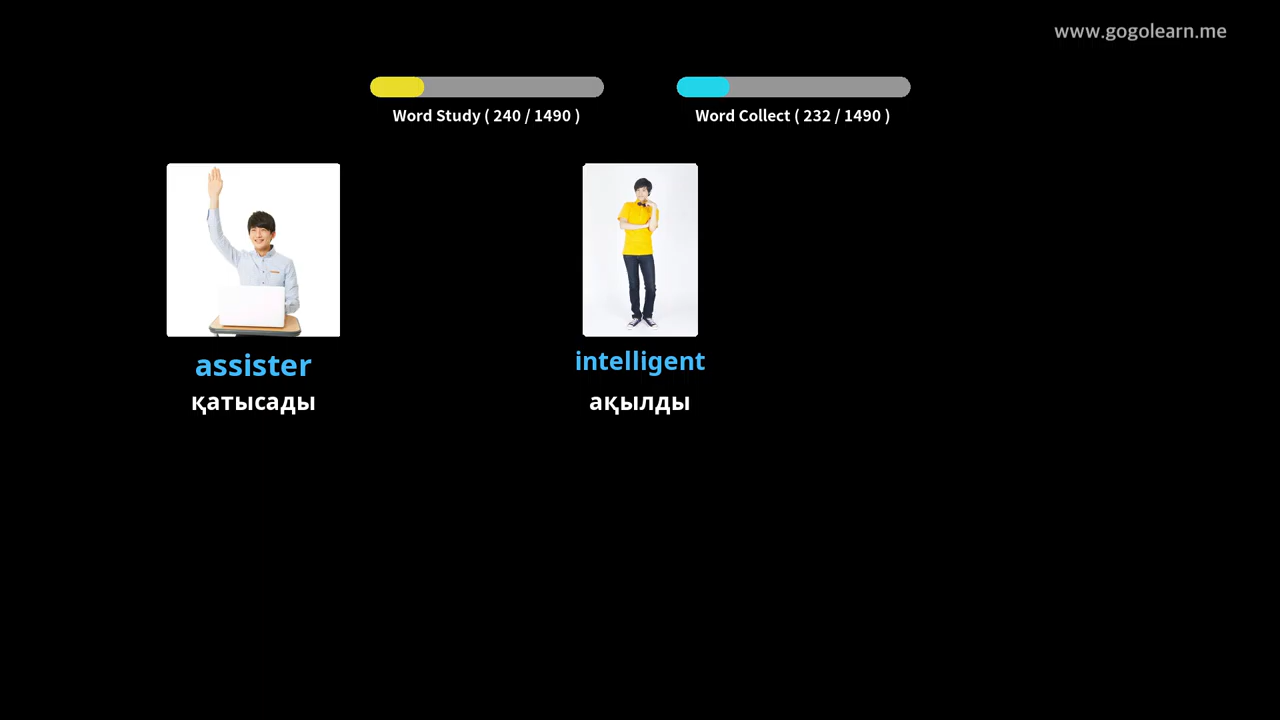 www.gogolearn.me
Word Study ( 240 / 1490 )
Word Collect ( 232 / 1490 )
assister
қатысады
intelligent
ақылды